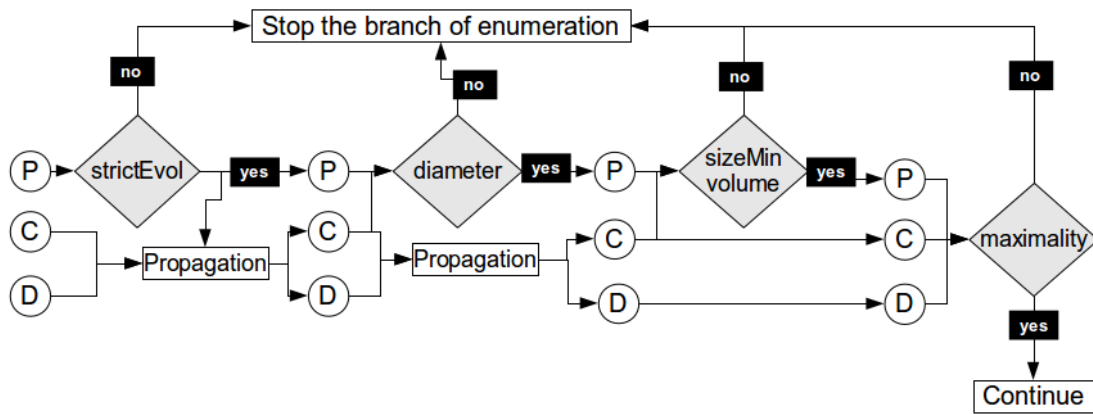 Stop the branch of enumeration
no
no
no
no
P
strictEvol
yes
P
diameter
yes
P
sizeMin
volume
yes
P
C
Propagation
C
Propagation
C
C
maximality
D
D
D
D
yes
Continue